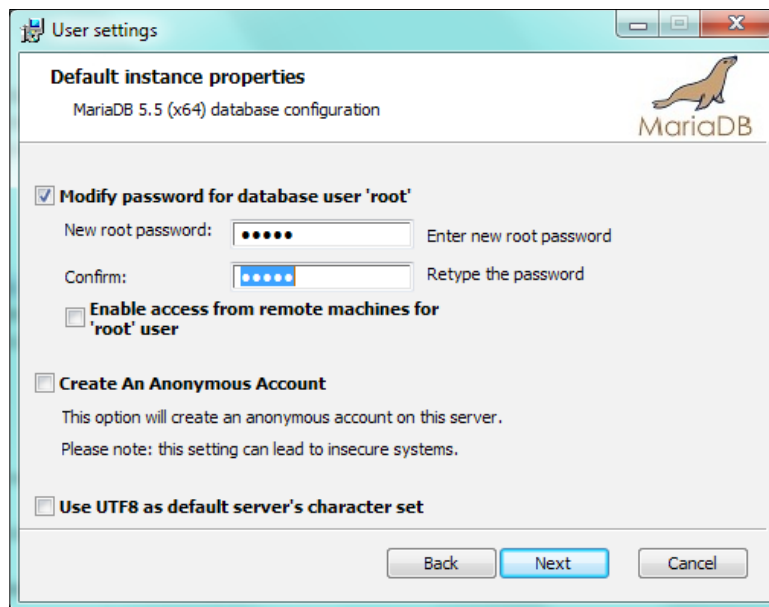 User settings
Default instance properties
MariaDB 5.5 (x64) database configuration
MariaDB
Modify password for database user 'root'
New root password: ●●●●● Enter new root password
Confirm: ●●●●● Retype the password
Enable access from remote machines for
'root' user
Create An Anonymous Account
This option will create an anonymous account on this server.
Please note: this setting can lead to insecure systems.
Use UTF8 as default server's character set
Back Next Cancel